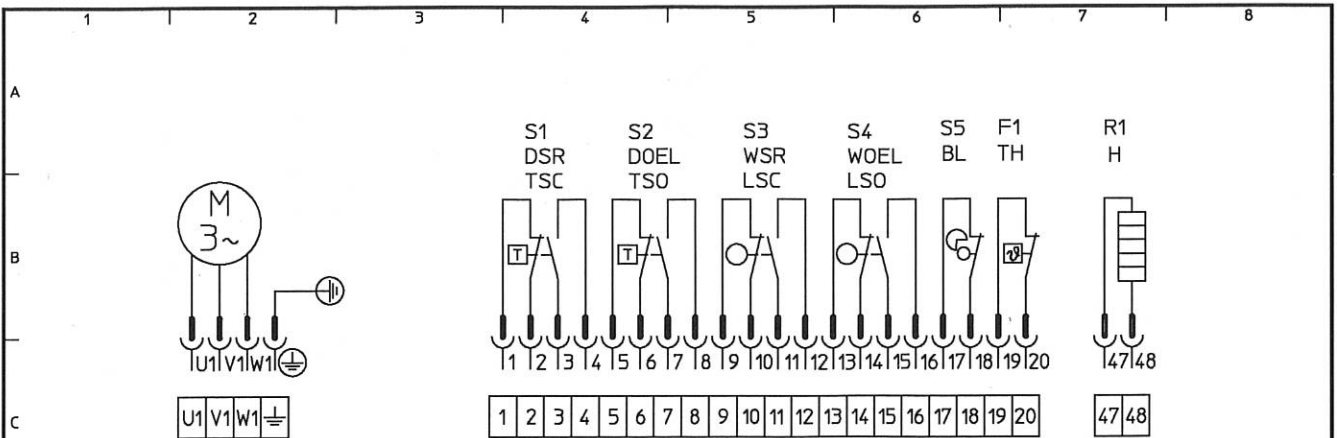 1 2 3 4 5 6 7 8
A
S1 S2 S3 S4 S5 F1 R1
DSR DOEL WSR WOEL BL TH H
TSC TSO LSC LSO
M
3~
T T ϑ
B
U1 V1 W1 1 2 3 4 5 6 7 8 9 10 11 12 13 14 15 16 17 18 19 20 47 48
C
U1 V1 W1 1 2 3 4 5 6 7 8 9 10 11 12 13 14 15 16 17 18 19 20 47 48